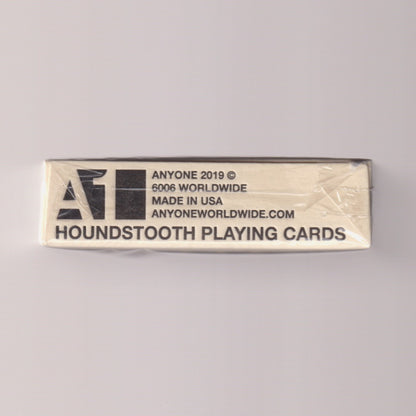 A1
ANYONE 2019 ©
6006 WORLDWIDE
MADE IN USA
ANYONEWORLDWIDE.COM
HOUNDSTOOTH PLAYING CARDS